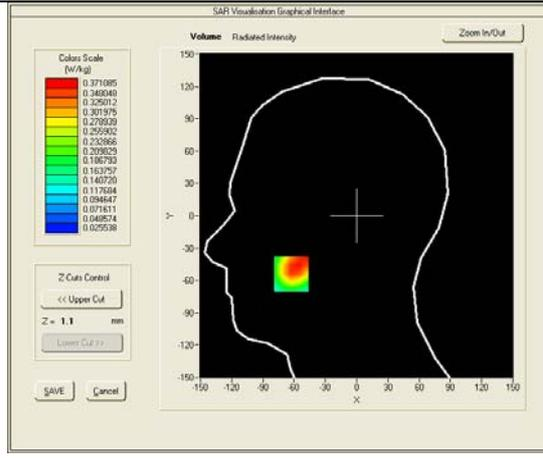 SAR Visualisation Graphical Interface
Volume Radiated Intensity
Zoom In/Out
Colors Scale
(W/kg)
0.371085
0.348048
0.325012
0.301975
0.278939
0.255902
0.232866
0.209829
0.186793
0.163757
0.140720
0.117684
0.094647
0.071611
0.048574
0.025538
Z Cuts Control
<< Upper Cut
Z = 1.1 mm
Lower Cut >>
SAVE Cancel
150
120
90
60
30
Y 0
-30
-60
-90
-120
-150
-150 -120 -90 -60 -30 0 30 60 90 120 150
X